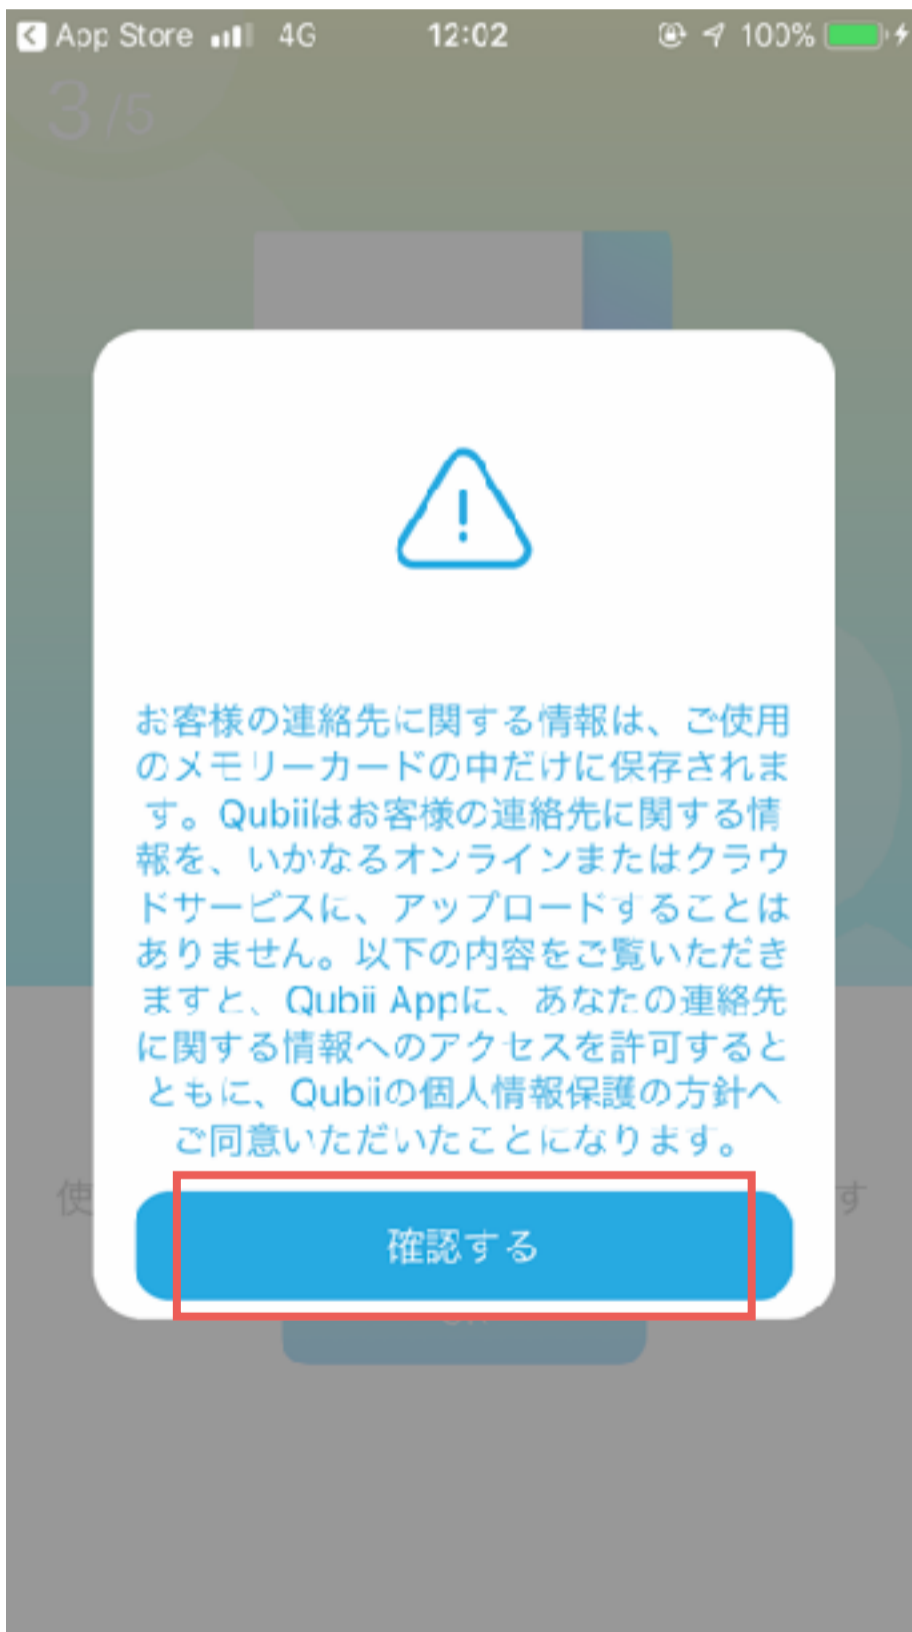 App Store 4G 12:02 100%
3/5
お客様の連絡先に関する情報は、ご使用
のメモリーカードの中だけに保存されま
す。Qubiiはお客様の連絡先に関する情
報を、いかなるオンラインまたはクラウ
ドサービスに、アップロードすることは
ありません。以下の内容をご覧いただき
ますと、Qubii Appに、あなたの連絡先
に関する情報へのアクセスを許可すると
ともに、Qubiiの個人情報保護の方針へ
ご同意いただいたことになります。
使 す
確認する